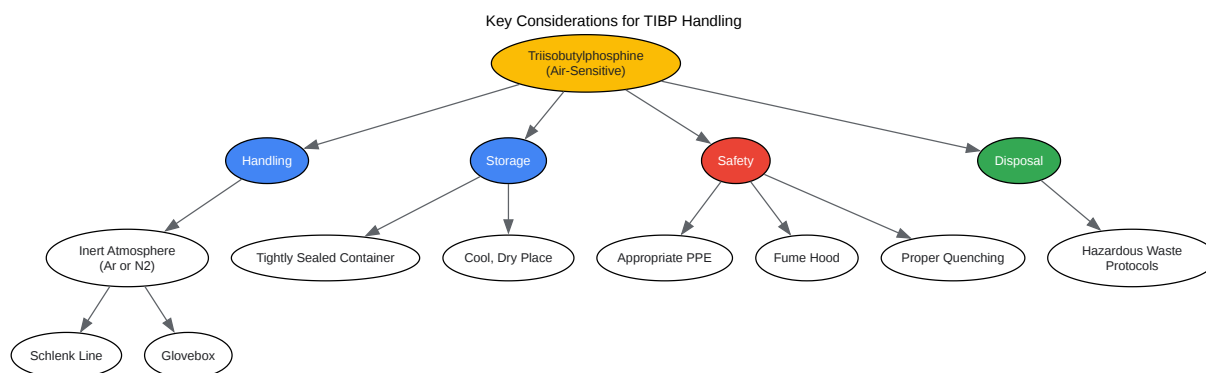 Key Considerations for TIBP Handling
Triisobutylphosphine
(Air-Sensitive)
Handling
Storage
Safety
Disposal
Inert Atmosphere
(Ar or N2)
Tightly Sealed Container
Cool, Dry Place
Appropriate PPE
Fume Hood
Proper Quenching
Hazardous Waste
Protocols
Schlenk Line
Glovebox